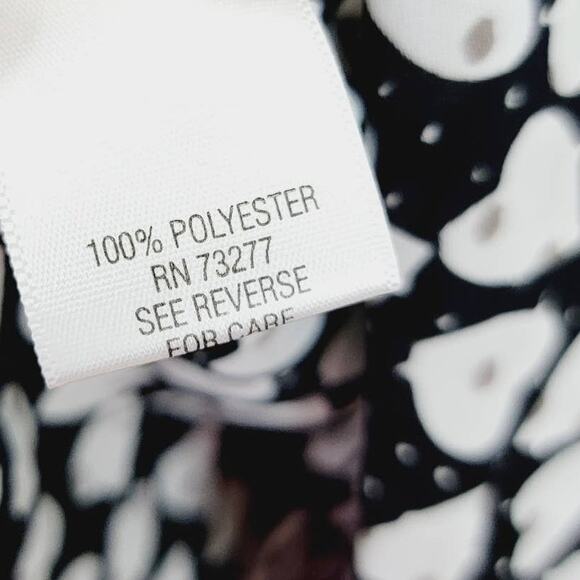 100% POLYESTER
RN 73277
SEE REVERSE
FOR CARE